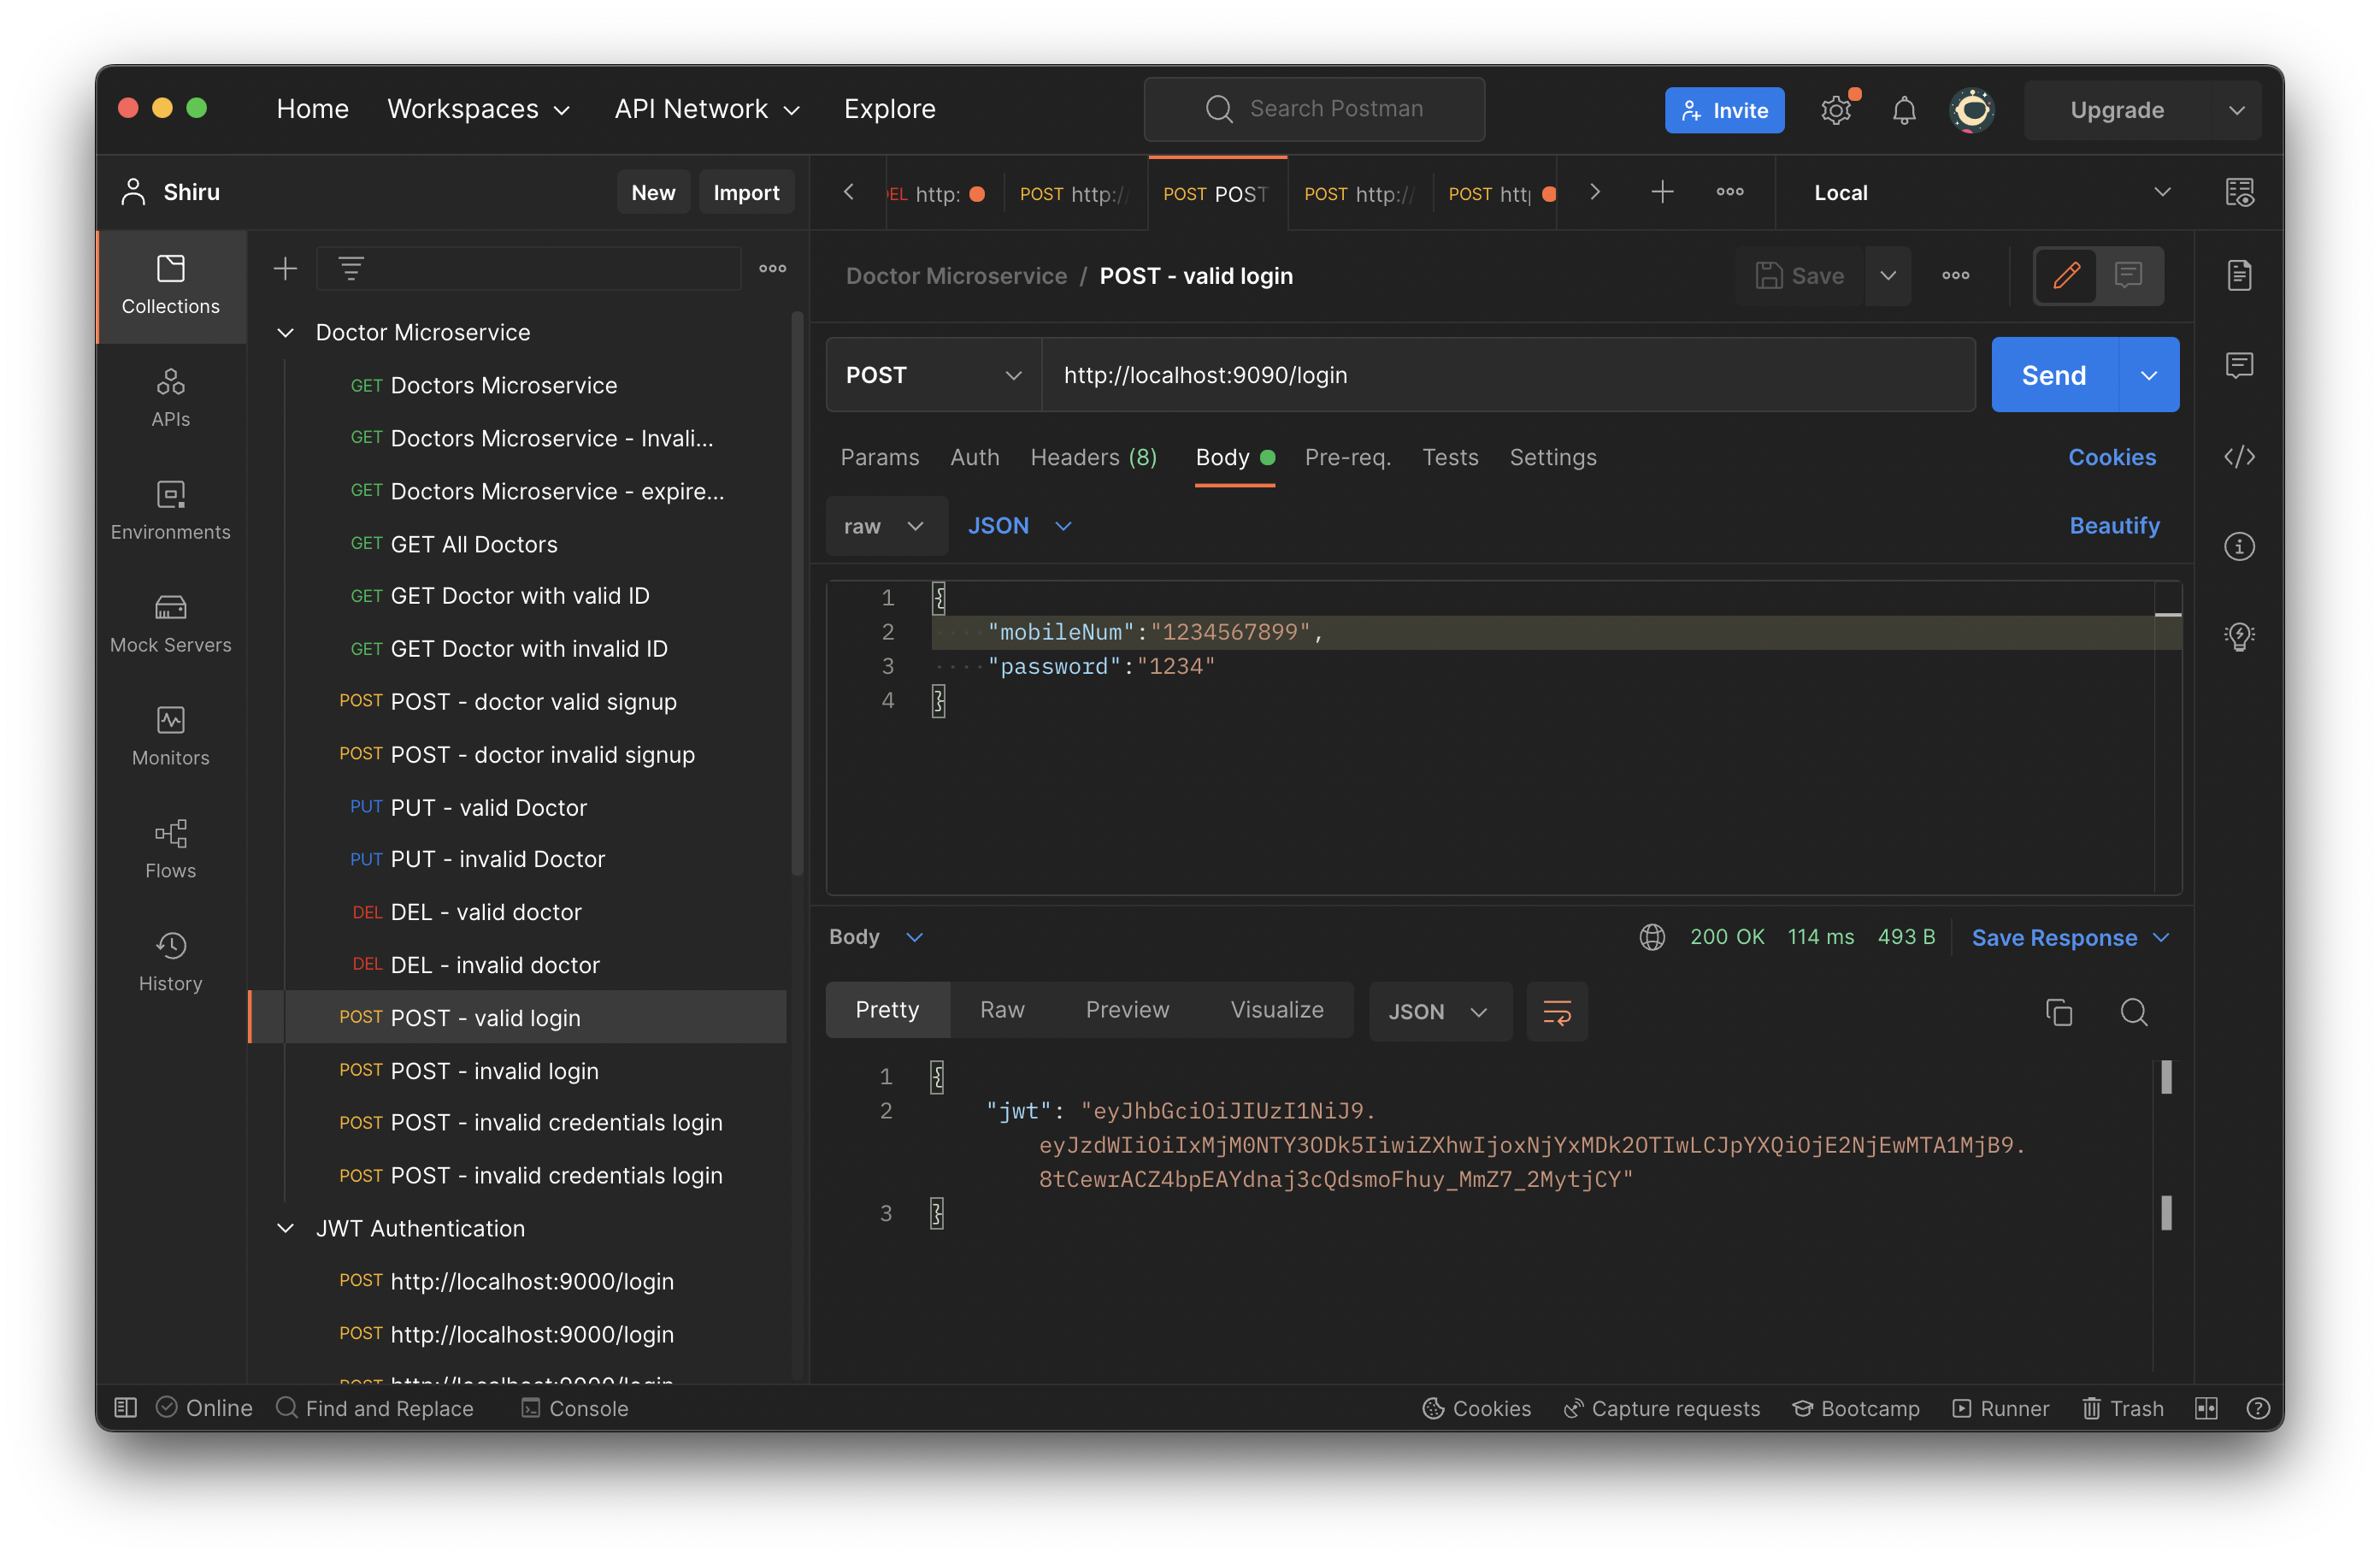 Home Workspaces API Network Explore Search Postman Invite Upgrade
Shiru New Import
EL http: POST http:// POST POST POST http:// POST htt Local
Collections
APIs
Environments
Mock Servers
Monitors
Flows
History
Doctor Microservice
GET Doctors Microservice
GET Doctors Microservice - Invali...
GET Doctors Microservice - expire...
GET GET All Doctors
GET GET Doctor with valid ID
GET GET Doctor with invalid ID
POST POST - doctor valid signup
POST POST - doctor invalid signup
PUT PUT - valid Doctor
PUT PUT - invalid Doctor
DEL DEL - valid doctor
DEL DEL - invalid doctor
POST POST - valid login
POST POST - invalid login
POST POST - invalid credentials login
POST POST - invalid credentials login
JWT Authentication
POST http://localhost:9000/login
POST http://localhost:9000/login
POST http://localhost:9000/login
Doctor Microservice / POST - valid login Save
POST http://localhost:9090/login Send
Params Auth Headers (8) Body Pre-req. Tests Settings Cookies
raw JSON Beautify
1 {
2 "mobileNum":"1234567899",
3 "password":"1234"
4 }
Body 200 OK 114 ms 493 B Save Response
Pretty Raw Preview Visualize JSON
1 {
2 "jwt": "eyJhbGciOiJIUzI1NiJ9.
eyJzdWIiOiIxMjM0NTY3ODk5IiwiZXhwIjoxNjYxMDk2OTIwLCJpYXQiOjE2NjEwMTA1MjB9.
8tCewrACZ4bpEAYdnaj3cQdsmoFhuy_MmZ7_2MytjCY"
3 }
Online Find and Replace Console Cookies Capture requests Bootcamp Runner Trash